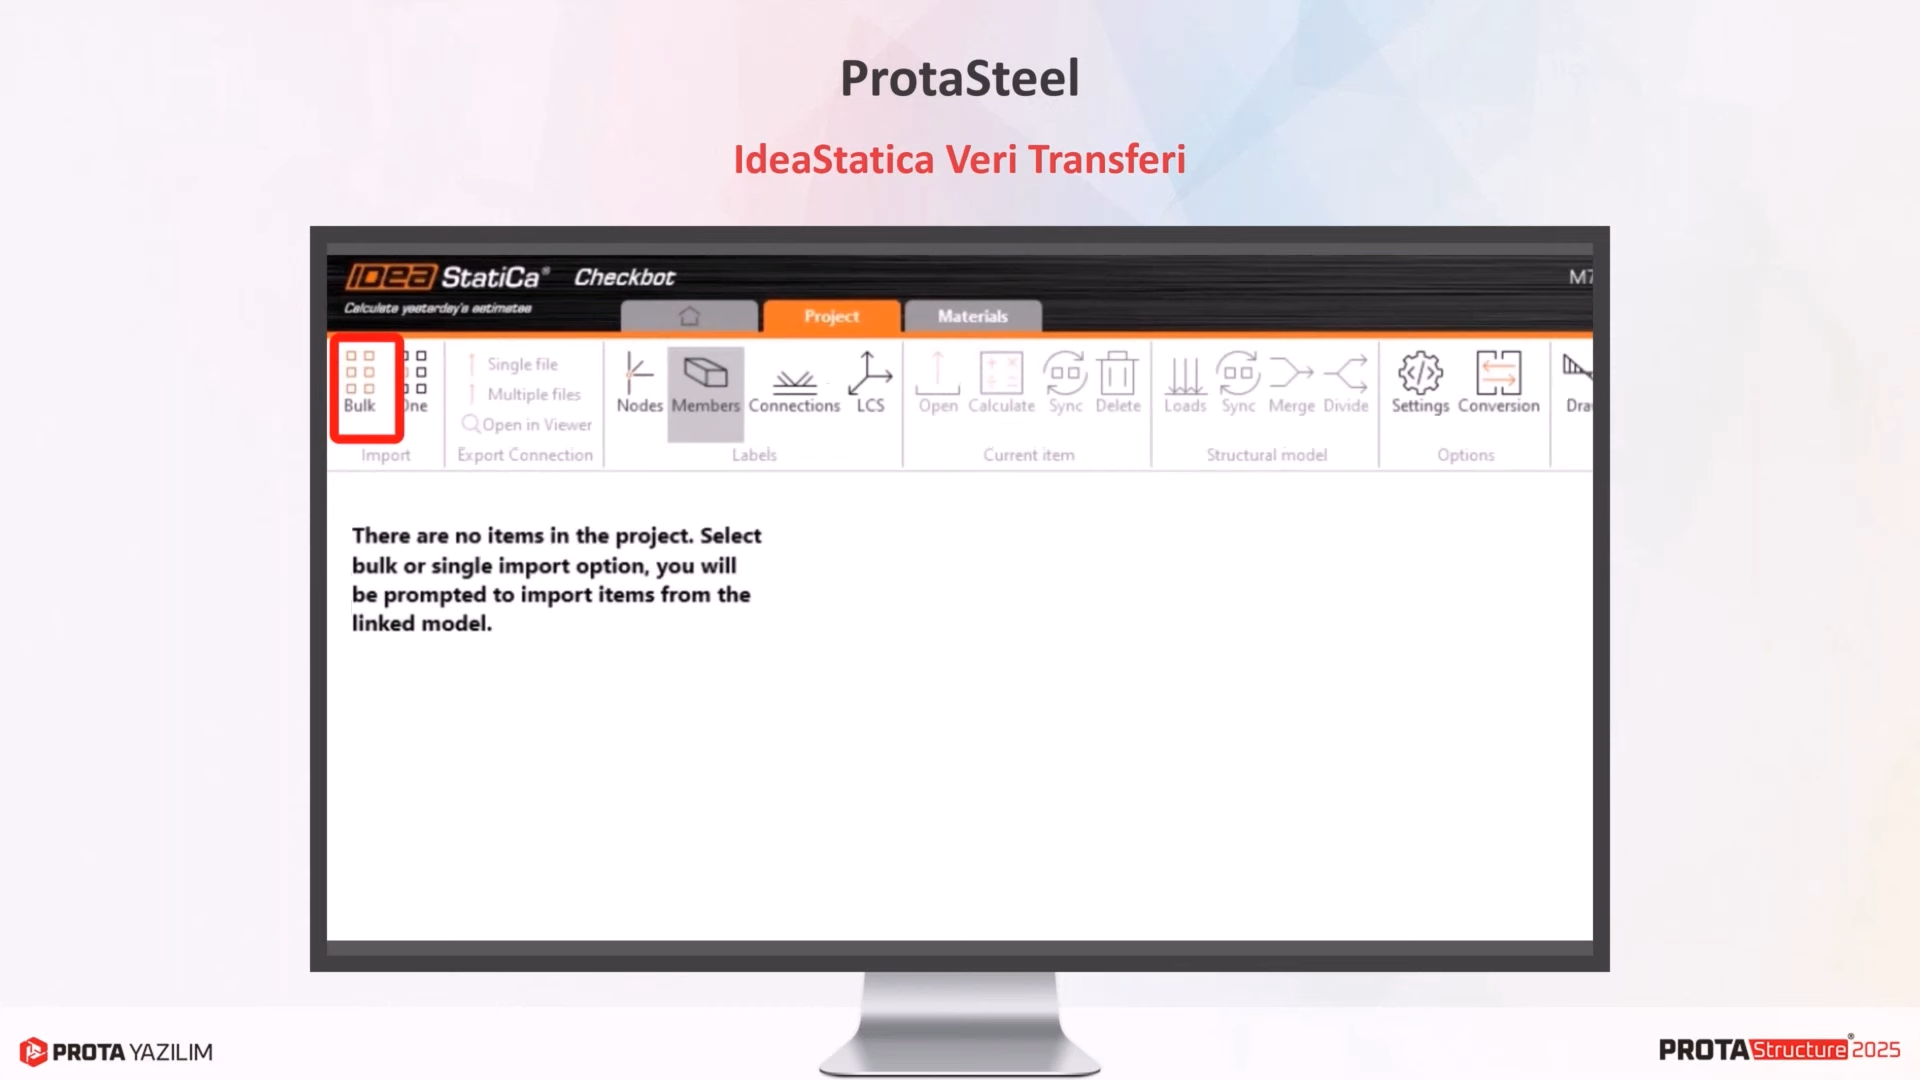 ProtaSteel
IdeaStatica Veri Transferi
IDEA StatiCa® Checkbot
Calculate yesterday's estimates
Project
Materials
Bulk
One
Import
Single file
Multiple files
Open in Viewer
Export Connection
Nodes
Members
Connections
LCS
Labels
Open
Calculate
Sync
Delete
Current item
Loads
Sync
Merge
Divide
Structural model
Settings
Conversion
Options
There are no items in the project. Select
bulk or single import option, you will
be prompted to import items from the
linked model.
PROTA YAZILIM
PROTAStructure® 2025